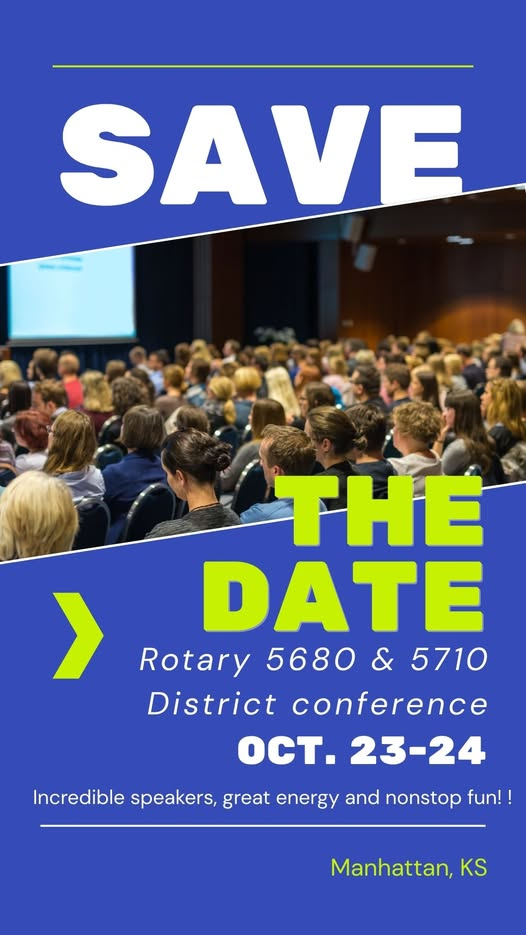 SAVE
THE
DATE
Rotary 5680 & 5710
District conference
OCT. 23-24
Incredible speakers, great energy and nonstop fun! !
Manhattan, KS